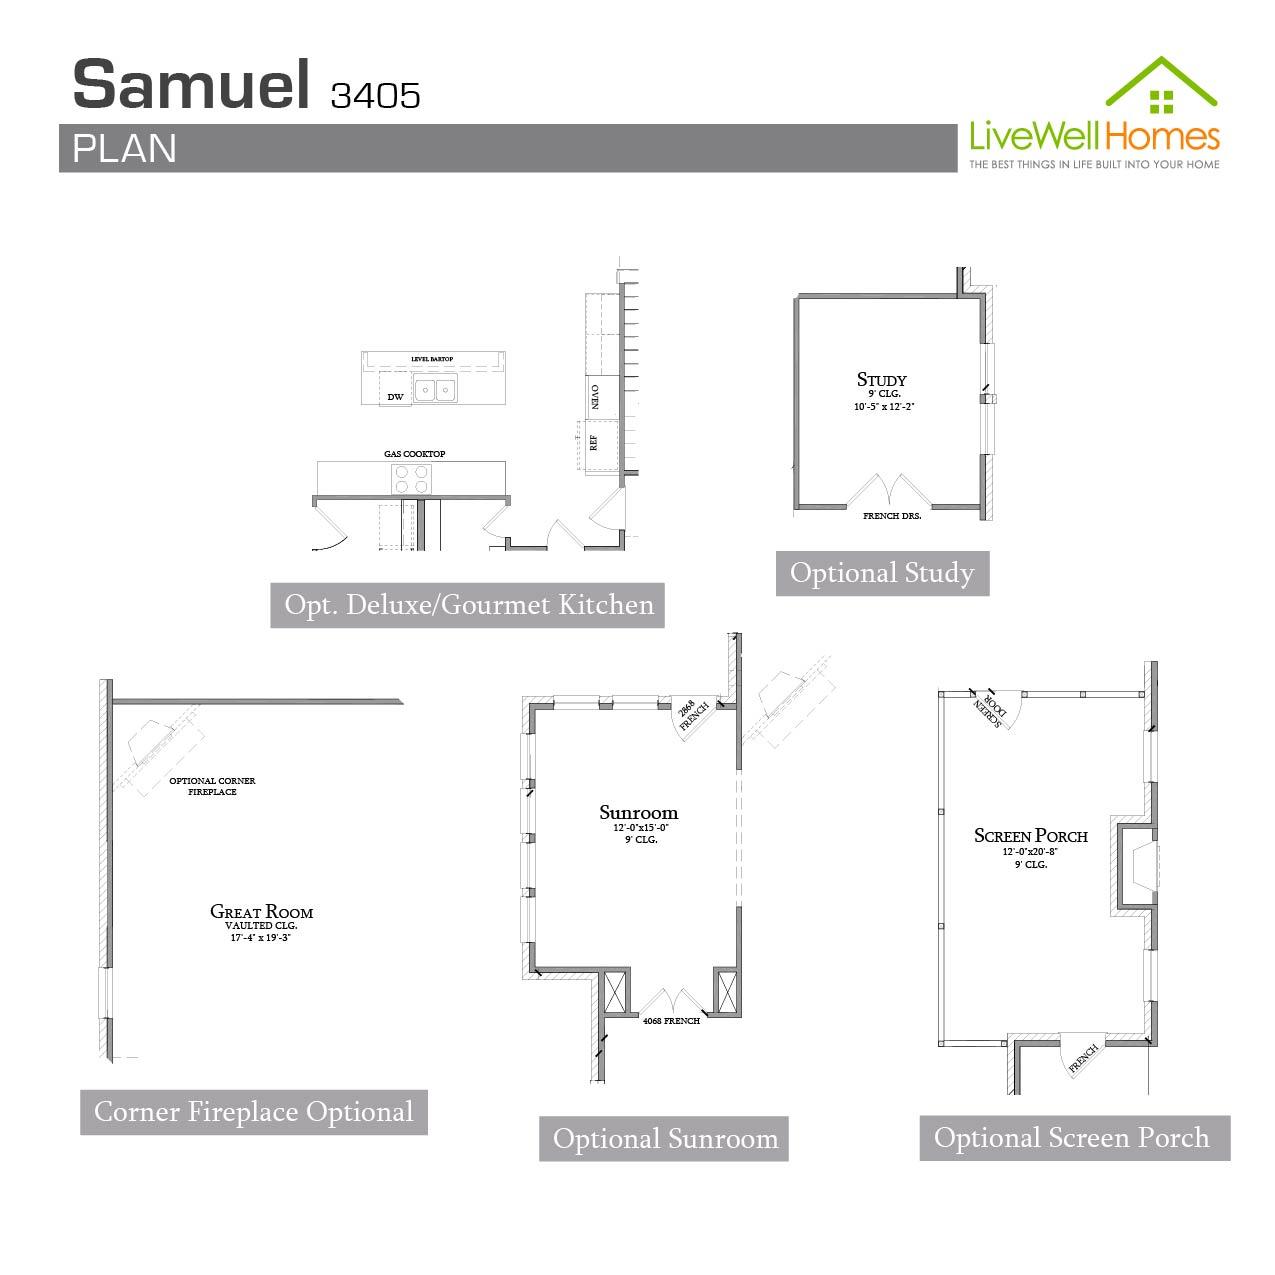 Samuel 3405
PLAN
LiveWell Homes
THE BEST THINGS IN LIFE BUILT INTO YOUR HOME
LEVEL BARTOP
DW
OVEN
REF
GAS COOKTOP
Opt. Deluxe/Gourmet Kitchen
STUDY
9' CLG.
10'-5" x 12'-2"
FRENCH DRS.
Optional Study
OPTIONAL CORNER
FIREPLACE
GREAT ROOM
VAULTED CLG.
17'-4" x 19'-3"
Corner Fireplace Optional
2868
FRENCH
Sunroom
12'-0"x15'-0"
9' CLG.
4068 FRENCH
Optional Sunroom
SCREEN
DOOR
SCREEN PORCH
12'-0"x20'-8"
9' CLG.
FRENCH
Optional Screen Porch